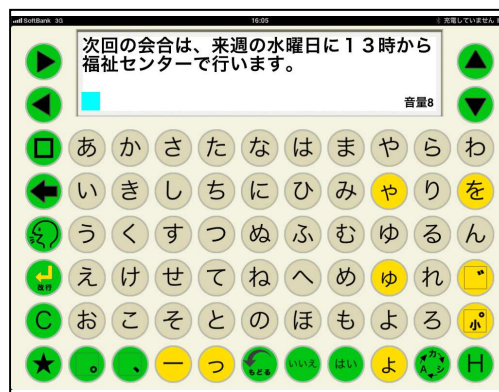 SoftBank 3G 16:05 充電していません
次回の会合は、来週の水曜日に１３時から
福祉センターで行います。
音量8
あ か さ た な は ま や ら わ
い き し ち に ひ み ゃ り を
う く す つ ぬ ふ む ゆ る ん
改行 え け せ て ね へ め ゅ れ ゛
C お こ そ と の ほ も よ ろ 小 ゜
。 、 ー っ もどる いいえ はい ょ カ A シ H